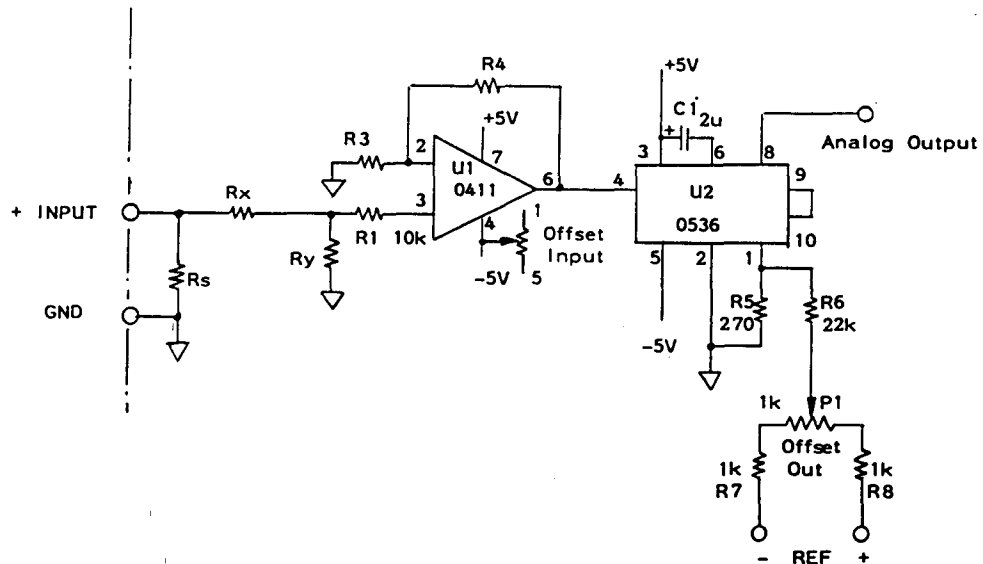 R4
+5V
+5V
C1
+
2u
Analog Output
R3
2
7
3
6
8
U1
0411
6
4
U2
0536
9
10
Rx
+ INPUT
3
R1
10k
4
1
Offset
Input
5
-5V
Ry
Rs
GND
5
2
1
-5V
R5
270
R6
22k
1k
P1
Offset
Out
1k
R7
1k
R8
- REF +